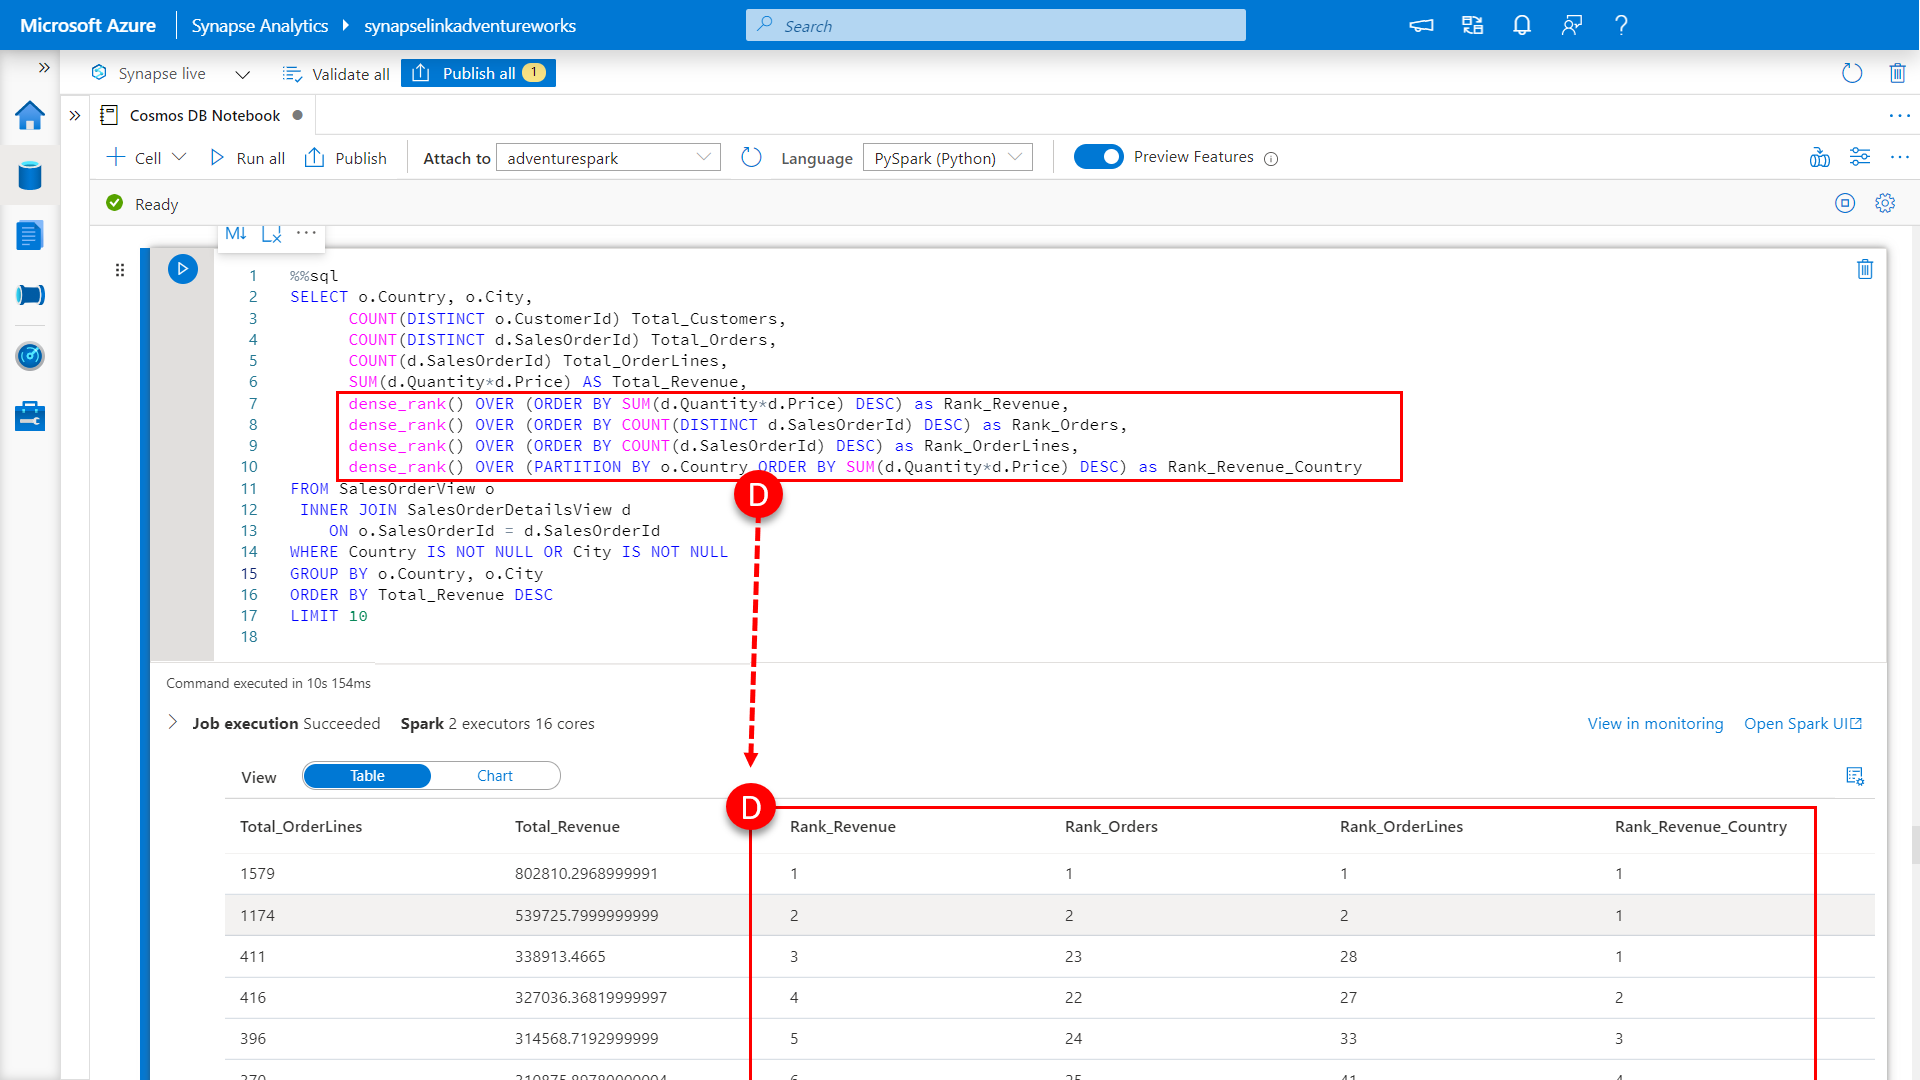 Microsoft Azure Synapse Analytics synapselinkadventureworks Search ?
Synapse live Validate all Publish all 1
Cosmos DB Notebook
Cell Run all Publish Attach to adventurespark Language PySpark (Python) Preview Features
Ready
M↓
1 %%sql
2 SELECT o.Country, o.City,
3 COUNT(DISTINCT o.CustomerId) Total_Customers,
4 COUNT(DISTINCT d.SalesOrderId) Total_Orders,
5 COUNT(d.SalesOrderId) Total_OrderLines,
6 SUM(d.Quantity*d.Price) AS Total_Revenue,
7 dense_rank() OVER (ORDER BY SUM(d.Quantity*d.Price) DESC) as Rank_Revenue,
8 dense_rank() OVER (ORDER BY COUNT(DISTINCT d.SalesOrderId) DESC) as Rank_Orders,
9 dense_rank() OVER (ORDER BY COUNT(d.SalesOrderId) DESC) as Rank_OrderLines,
10 dense_rank() OVER (PARTITION BY o.Country ORDER BY SUM(d.Quantity*d.Price) DESC) as Rank_Revenue_Country
11 FROM SalesOrderView o
D
12 INNER JOIN SalesOrderDetailsView d
13 ON o.SalesOrderId = d.SalesOrderId
14 WHERE Country IS NOT NULL OR City IS NOT NULL
15 GROUP BY o.Country, o.City
16 ORDER BY Total_Revenue DESC
17 LIMIT 10
18
Command executed in 10s 154ms
Job execution Succeeded Spark 2 executors 16 cores View in monitoring Open Spark UI
View Table Chart
D
Total_OrderLines Total_Revenue Rank_Revenue Rank_Orders Rank_OrderLines Rank_Revenue_Country
1579 802810.2968999991 1 1 1 1
1174 539725.7999999999 2 2 2 1
411 338913.4665 3 23 28 1
416 327036.36819999997 4 22 27 2
396 314568.7192999999 5 24 33 3